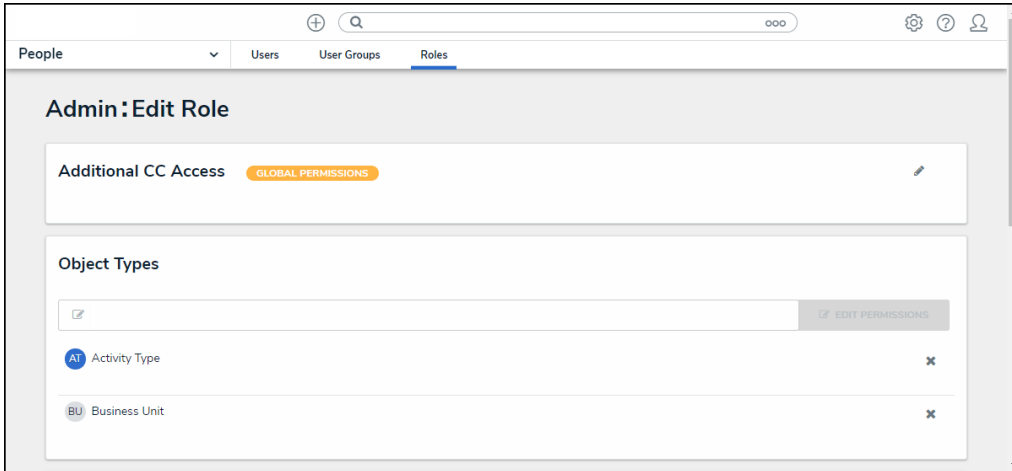 People
Users
User Groups
Roles
Admin:Edit Role
Additional CC Access
GLOBAL PERMISSIONS
Object Types
EDIT PERMISSIONS
AT Activity Type
BU Business Unit